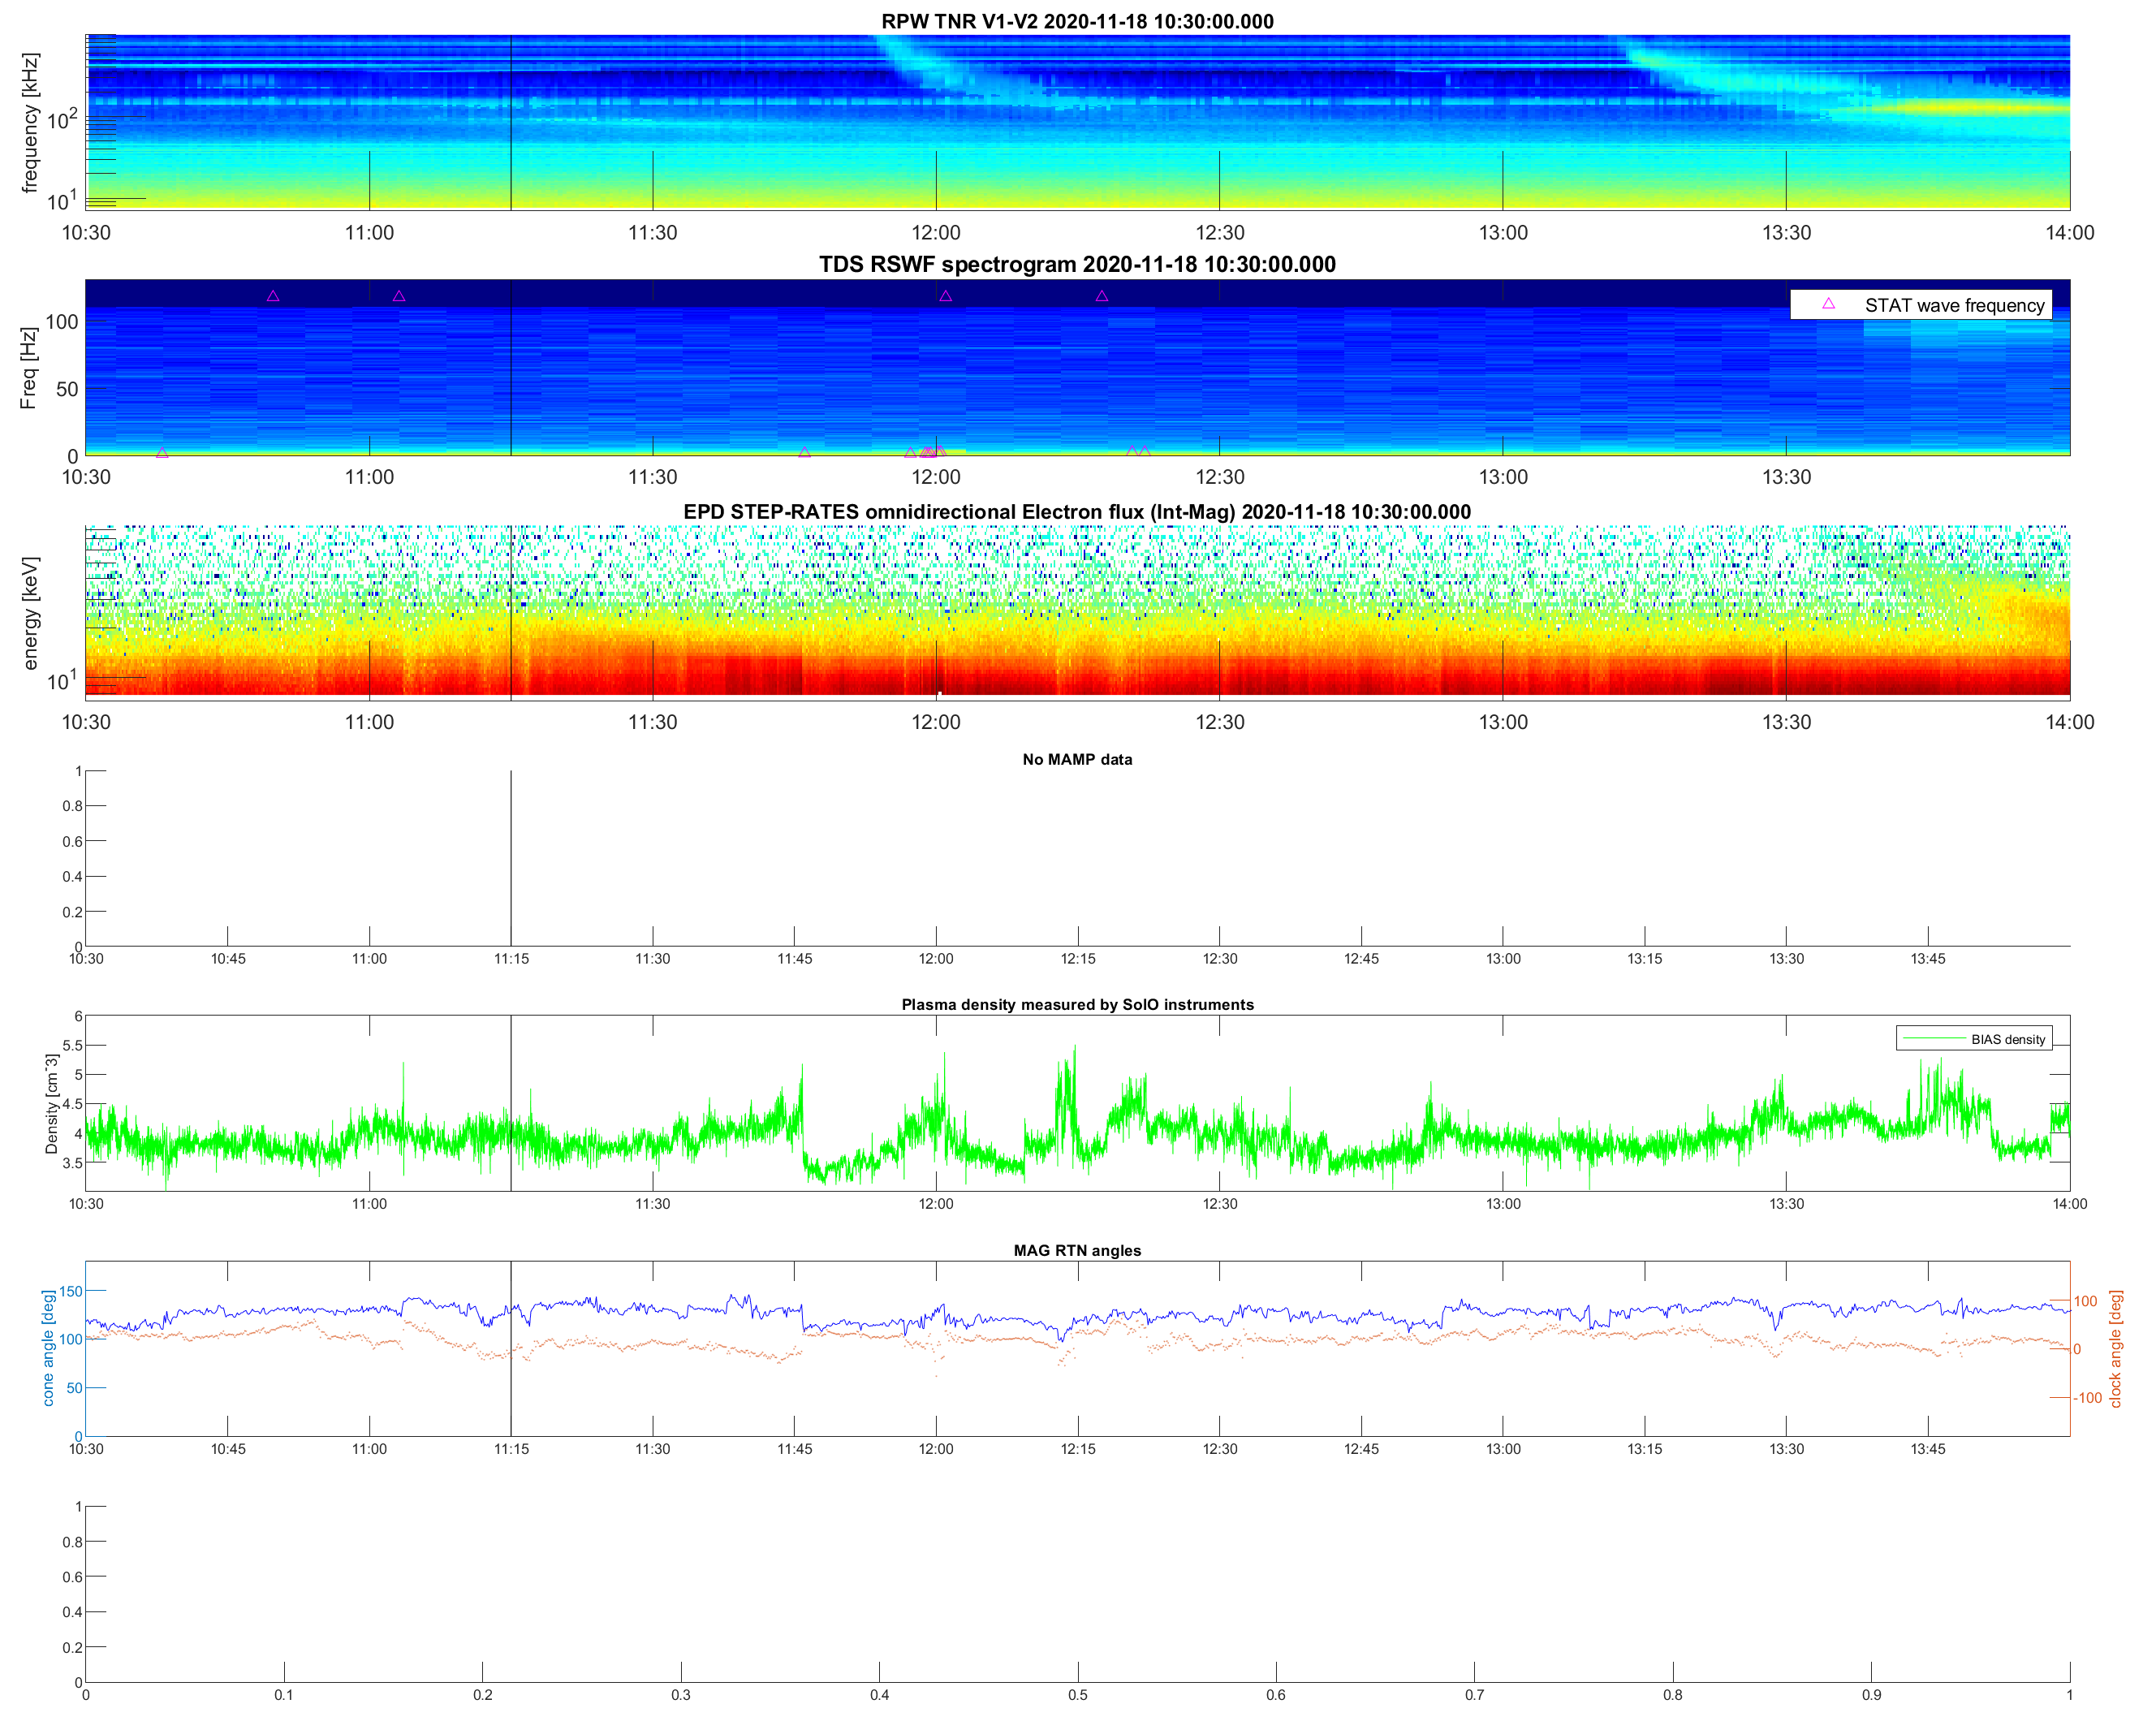 RPW TNR V1-V2 2020-11-18 10:30:00.000
frequency [kHz]
10²
10¹
10:30 11:00 11:30 12:00 12:30 13:00 13:30 14:00
TDS RSWF spectrogram 2020-11-18 10:30:00.000
STAT wave frequency
Freq [Hz]
100
50
0
10:30 11:00 11:30 12:00 12:30 13:00 13:30
EPD STEP-RATES omnidirectional Electron flux (Int-Mag) 2020-11-18 10:30:00.000
energy [keV]
10¹
10:30 11:00 11:30 12:00 12:30 13:00 13:30 14:00
No MAMP data
1
0.8
0.6
0.4
0.2
0
10:30 10:45 11:00 11:15 11:30 11:45 12:00 12:15 12:30 12:45 13:00 13:15 13:30 13:45
Plasma density measured by SolO instruments
BIAS density
Density [cm⁻3]
6
5.5
5
4.5
4
3.5
10:30 11:00 11:30 12:00 12:30 13:00 13:30 14:00
MAG RTN angles
cone angle [deg]
150
100
50
0
clock angle [deg]
100
0
-100
10:30 10:45 11:00 11:15 11:30 11:45 12:00 12:15 12:30 12:45 13:00 13:15 13:30 13:45
1
0.8
0.6
0.4
0.2
0
0 0.1 0.2 0.3 0.4 0.5 0.6 0.7 0.8 0.9 1